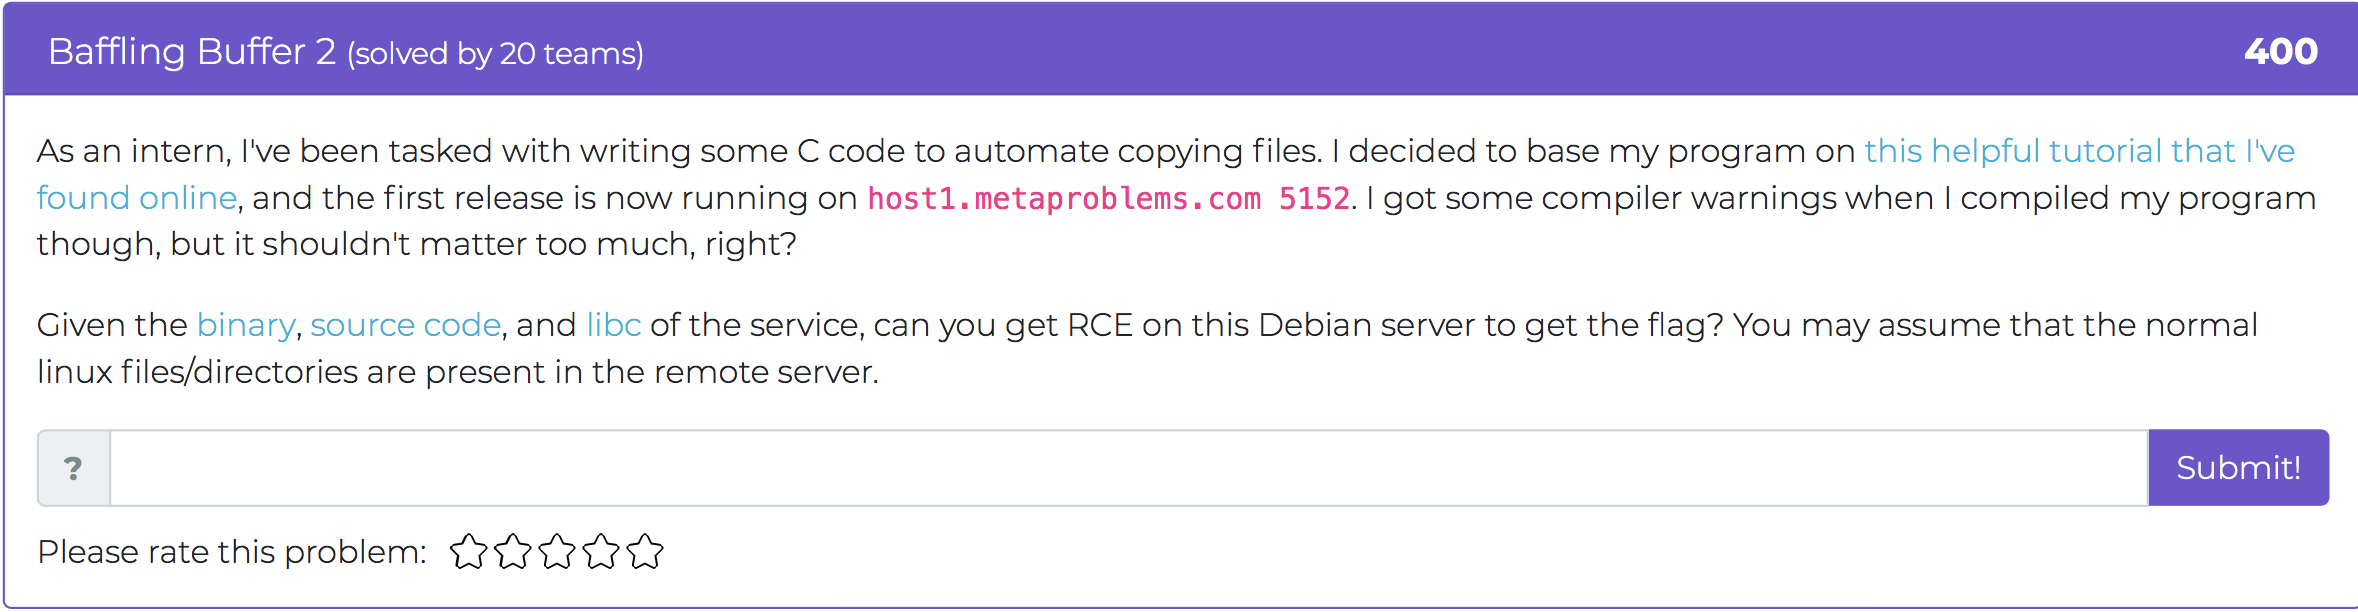 Baffling Buffer 2 (solved by 20 teams) 400
As an intern, I've been tasked with writing some C code to automate copying files. I decided to base my program on this helpful tutorial that I've
found online, and the first release is now running on host1.metaproblems.com 5152. I got some compiler warnings when I compiled my program
though, but it shouldn't matter too much, right?
Given the binary, source code, and libc of the service, can you get RCE on this Debian server to get the flag? You may assume that the normal
linux files/directories are present in the remote server.
? Submit!
Please rate this problem: